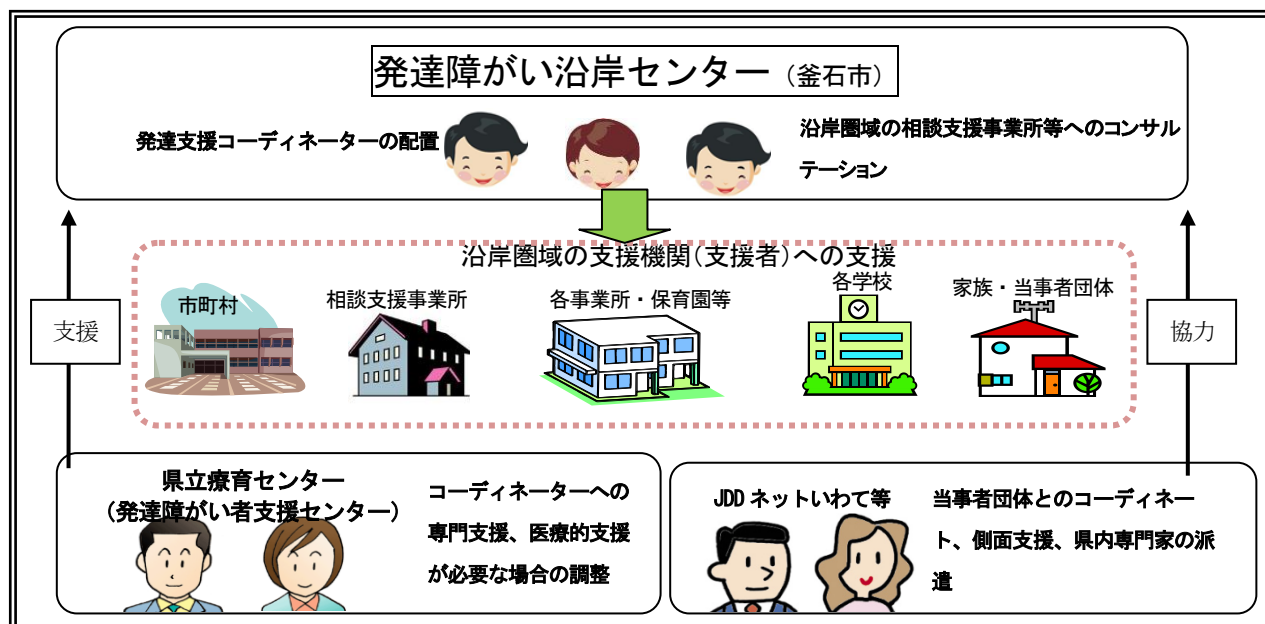 発達障がい沿岸センター（釜石市）
発達支援コーディネーターの配置
沿岸圏域の相談支援事業所等へのコンサル
テーション
沿岸圏域の支援機関（支援者）への支援
市町村
相談支援事業所
各事業所・保育園等
各学校
家族・当事者団体
支援
協力
県立療育センター
（発達障がい者支援センター）
コーディネーターへの
専門支援、医療的支援
が必要な場合の調整
JDDネットいわて等
当事者団体とのコーディネー
ト、側面支援、県内専門家の派
遣